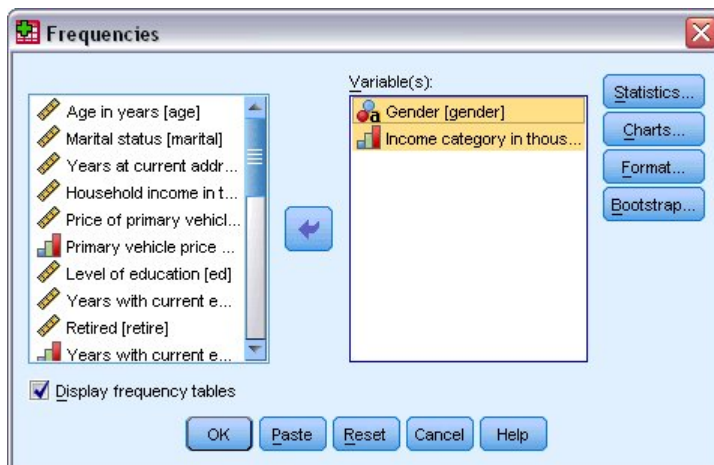 Frequencies
Age in years [age]
Marital status [marital]
Years at current addr...
Household income in t...
Price of primary vehicl...
Primary vehicle price ...
Level of education [ed]
Years with current e...
Retired [retire]
Years with current e...
Display frequency tables
Variable(s):
a Gender [gender]
Income category in thous...
Statistics...
Charts...
Format...
Bootstrap...
OK
Paste
Reset
Cancel
Help